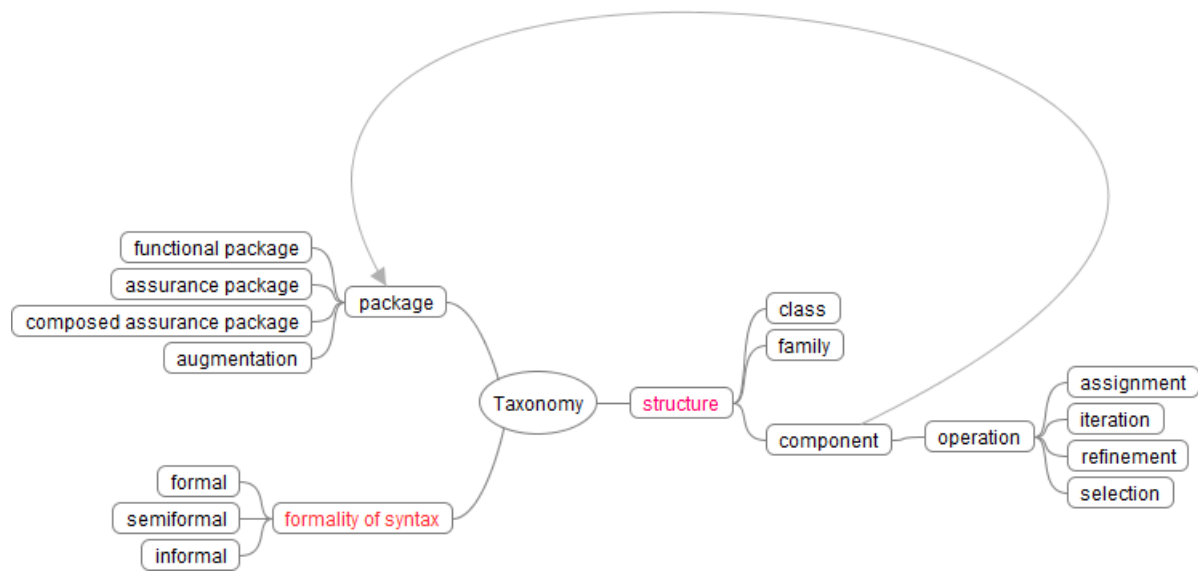 functional package
assurance package
composed assurance package
augmentation
package
Taxonomy
formal
semiformal
informal
formality of syntax
structure
class
family
component
operation
assignment
iteration
refinement
selection